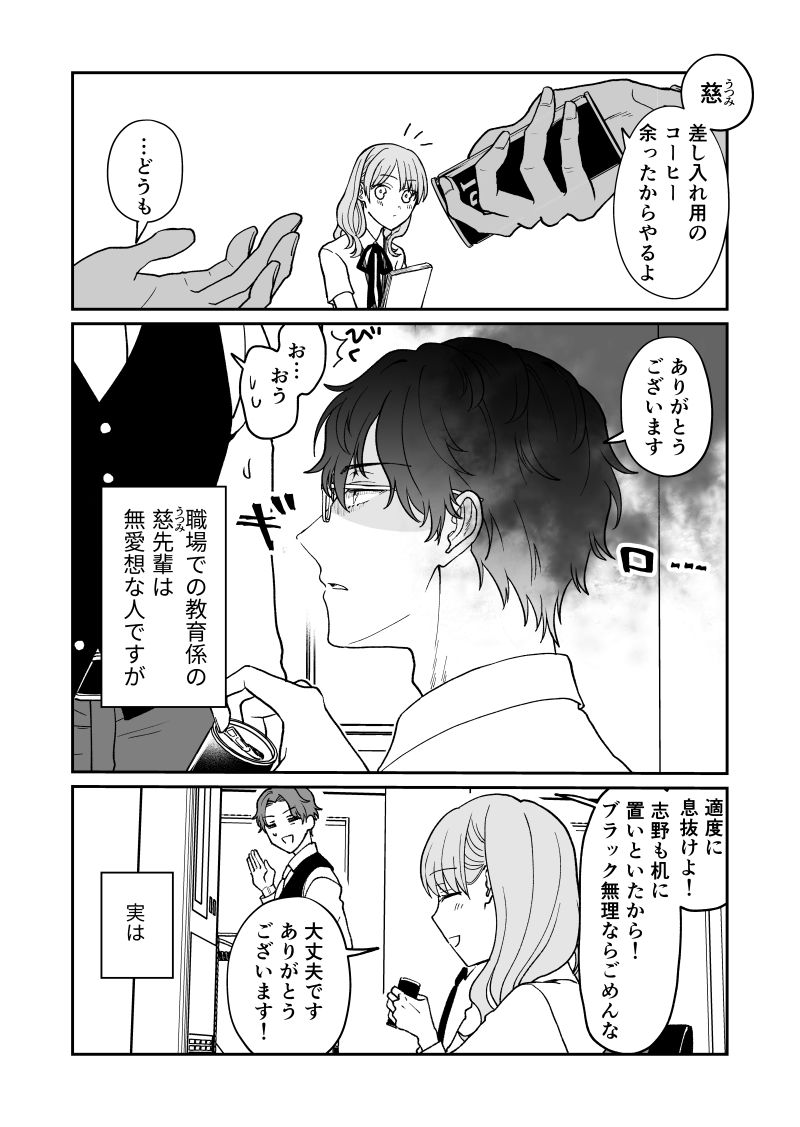 慈
うつみ
差し入れ用の
コーヒー
余ったからやるよ
…どうも
ありがとう
ございます
びくっ
お…
おう
ギ
ロ…
職場での教育係の
慈先輩は
うつみ
無愛想な人ですが
適度に
息抜けよ！
志野も机に
置いといたから！
ブラック無理ならごめんな
大丈夫です
ありがとう
ございます！
実は